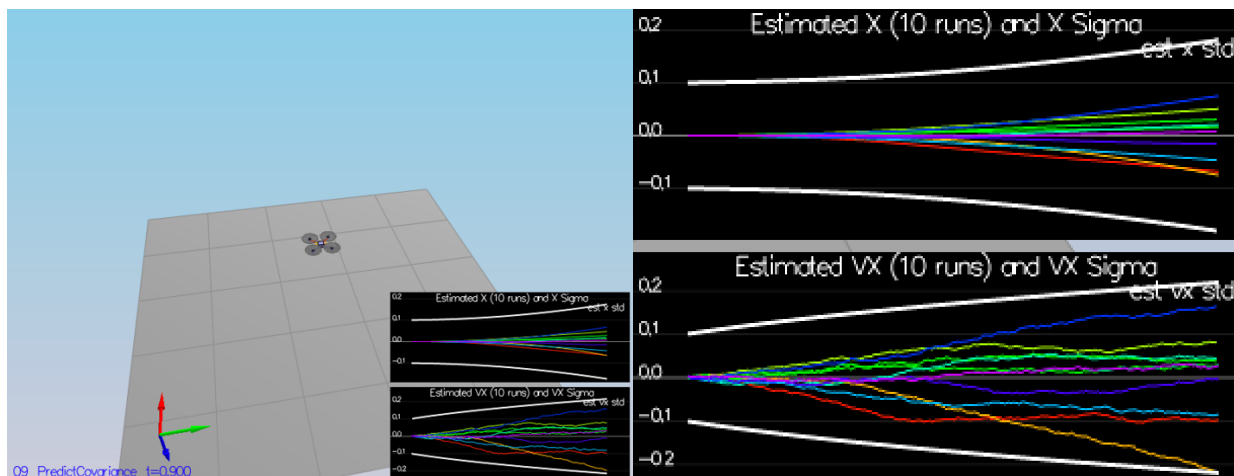 Estimated X (10 runs) and X Sigma
0.2
est x std
0.1
0.0
-0.1
Estimated VX (10 runs) and VX Sigma
0.2
est vx std
0.1
0.0
-0.1
-0.2
Estimated X (10 runs) and X Sigma
0.2
est x std
0.1
0.0
-0.1
Estimated VX (10 runs) and VX Sigma
0.2
est vx std
0.1
0.0
-0.1
-0.2
09_PredictCovariance t=0.900